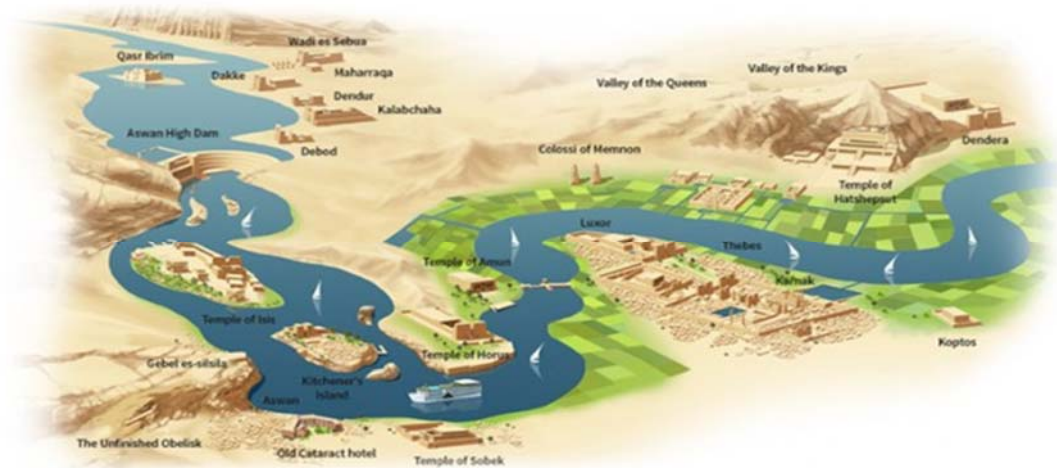 Wadi es Sebua
Qasr Ibrim
Maharraqa
Dakke
Dendur
Kalabchaha
Aswan High Dam
Debod
Valley of the Kings
Valley of the Queens
Dendera
Colossi of Memnon
Temple of
Hatshepsut
Luxor
Thebes
Temple of Amun
Karnak
Temple of Isis
Koptos
Temple of Horus
Gebel es-silsila
Kitchener's
Island
Aswan
The Unfinished Obelisk
Old Cataract hotel
Temple of Sobek